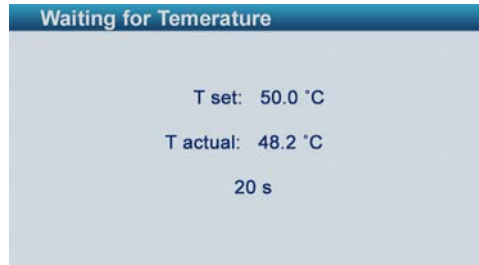 Waiting for Temerature
T set: 50.0 °C
T actual: 48.2 °C
20 s